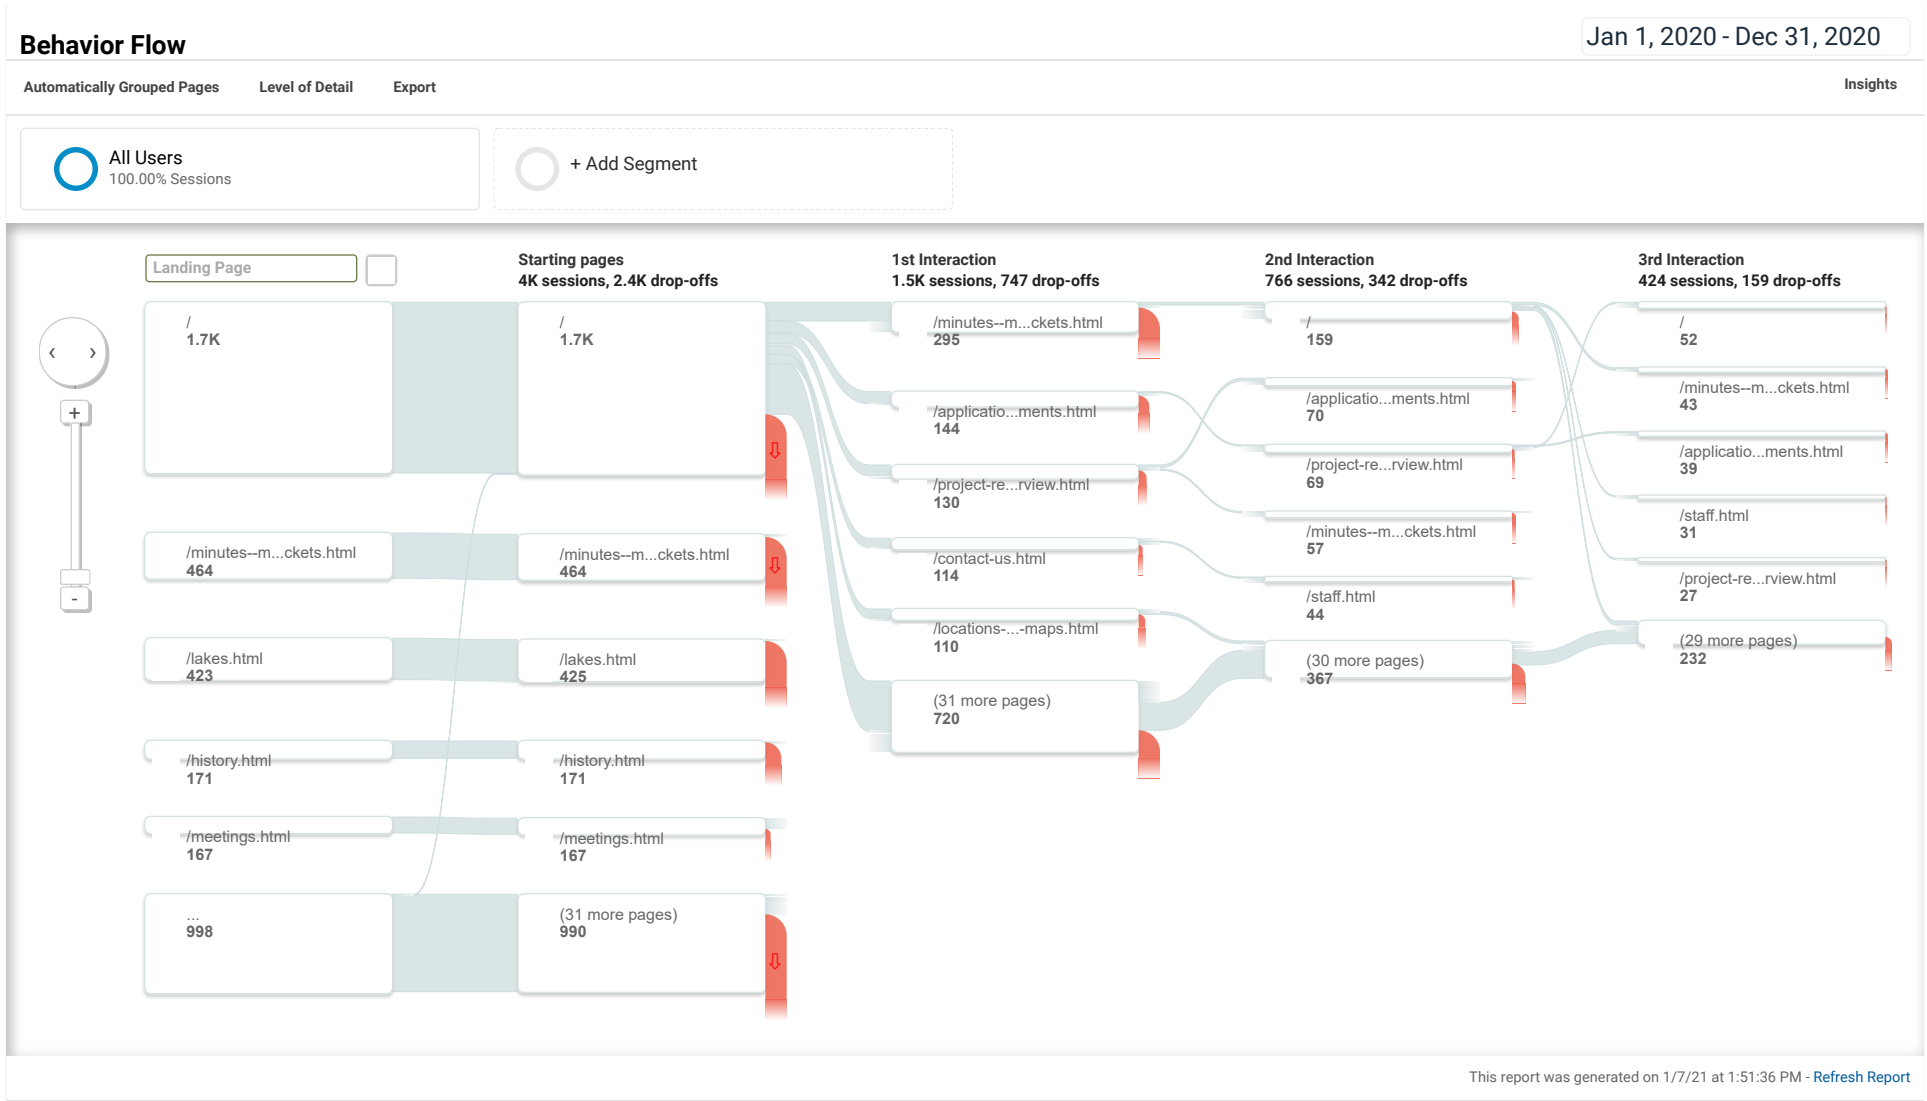 Behavior Flow
Jan 1, 2020 - Dec 31, 2020
Automatically Grouped Pages
Level of Detail
Export
Insights
All Users
100.00% Sessions
+ Add Segment
Landing Page
Starting pages
4K sessions, 2.4K drop-offs
1st Interaction
1.5K sessions, 747 drop-offs
2nd Interaction
766 sessions, 342 drop-offs
3rd Interaction
424 sessions, 159 drop-offs
+
-
/
1.7K
/minutes--m...ckets.html
464
/lakes.html
423
/history.html
171
/meetings.html
167
...
998
/
1.7K
/minutes--m...ckets.html
464
/lakes.html
425
/history.html
171
/meetings.html
167
(31 more pages)
990
/minutes--m...ckets.html
295
/applicatio...ments.html
144
/project-re...rview.html
130
/contact-us.html
114
/locations-...-maps.html
110
(31 more pages)
720
/
159
/applicatio...ments.html
70
/project-re...rview.html
69
/minutes--m...ckets.html
57
/staff.html
44
(30 more pages)
367
/
52
/minutes--m...ckets.html
43
/applicatio...ments.html
39
/staff.html
31
/project-re...rview.html
27
(29 more pages)
232
This report was generated on 1/7/21 at 1:51:36 PM - Refresh Report